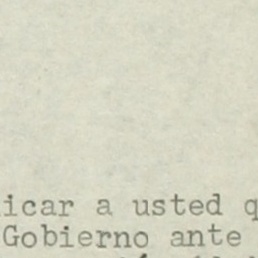 icar a usted q
Gobierno ante